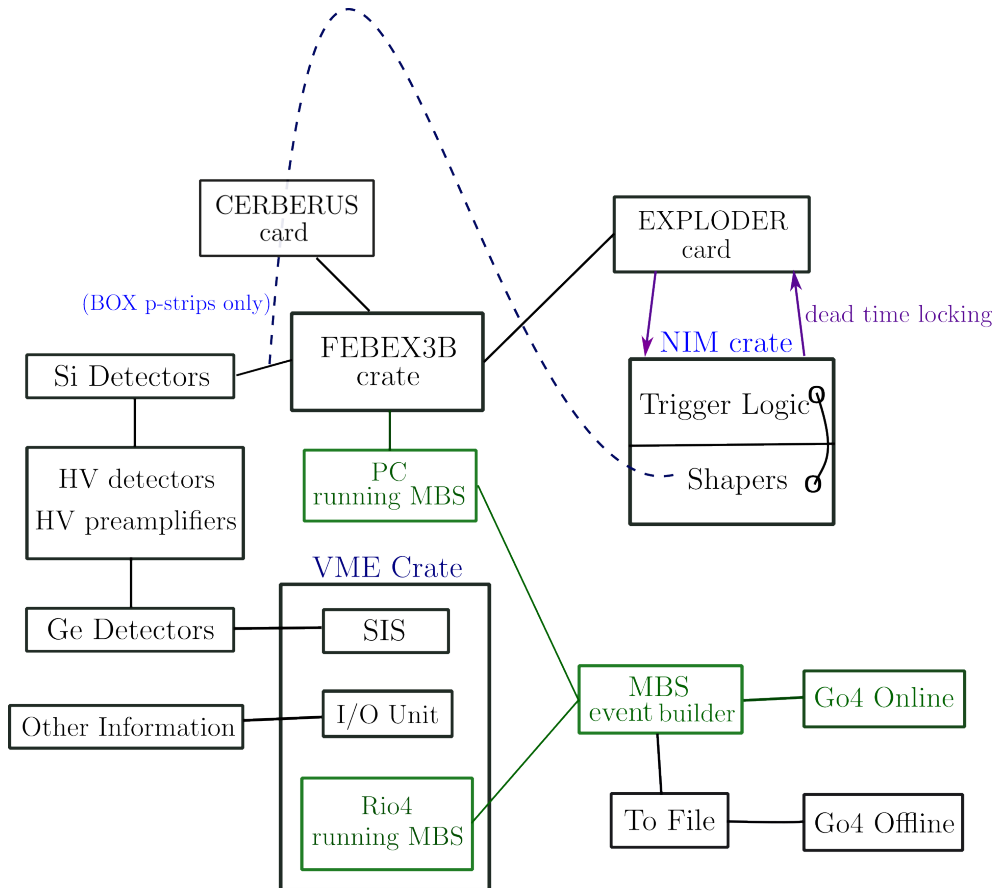 CERBERUS
card
EXPLODER
card
(BOX p-strips only)
dead time locking
FEBEX3B
crate
NIM crate
Si Detectors
Trigger Logic
Shapers
HV detectors
HV preamplifiers
PC
running MBS
VME Crate
Ge Detectors
SIS
Other Information
I/O Unit
MBS
event builder
Go4 Online
Rio4
running MBS
To File
Go4 Offline